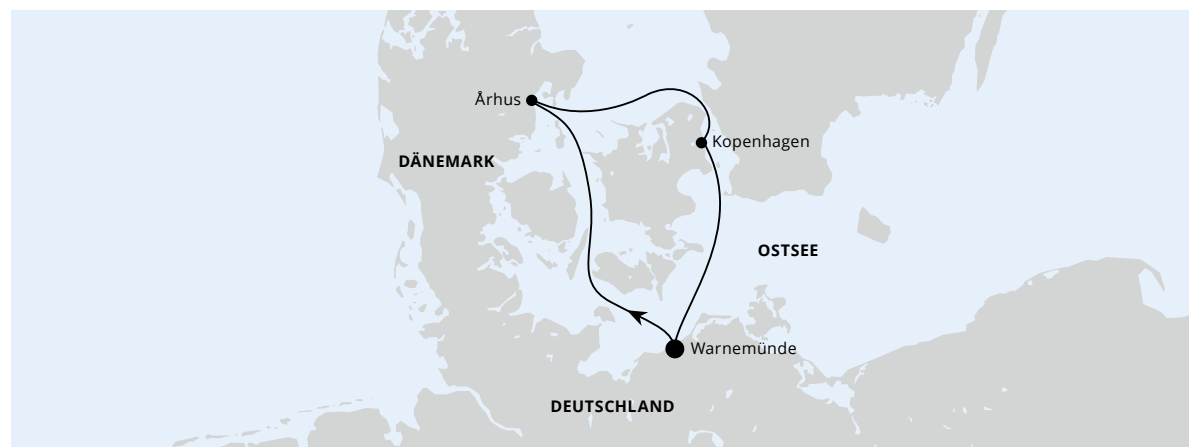 Århus
Kopenhagen
DÄNEMARK
OSTSEE
Warnemünde
DEUTSCHLAND